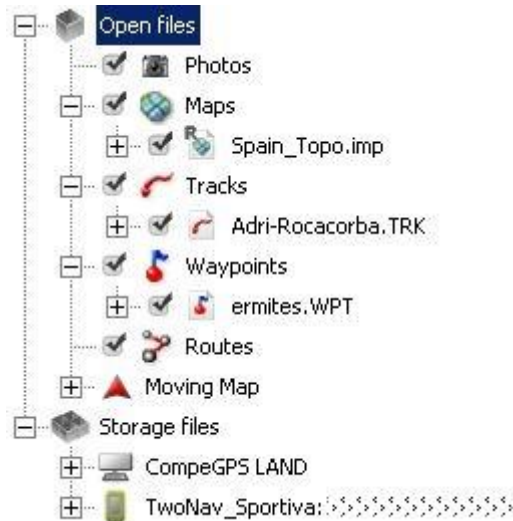 Open files
Photos
Maps
R
Spain_Topo.imp
Tracks
Adri-Rocacorba.TRK
Waypoints
ermites.WPT
Routes
Moving Map
Storage files
CompeGPS LAND
TwoNav_Sportiva: